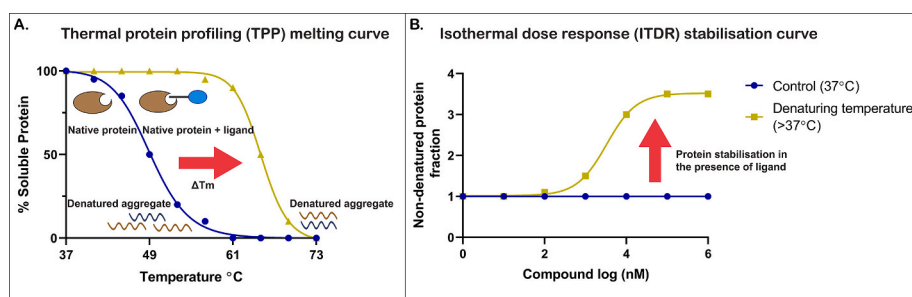 A.
Thermal protein profiling (TPP) melting curve
% Soluble Protein
100
50
0
Native protein
Native protein + ligand
ΔTm
Denatured aggregate
Denatured aggregate
37
49
61
73
Temperature °C
B.
Isothermal dose response (ITDR) stabilisation curve
Non-denatured protein
fraction
4
3
2
1
0
Control (37°C)
Denaturing temperature
(>37°C)
Protein stabilisation in
the presence of ligand
0
2
4
6
Compound log (nM)